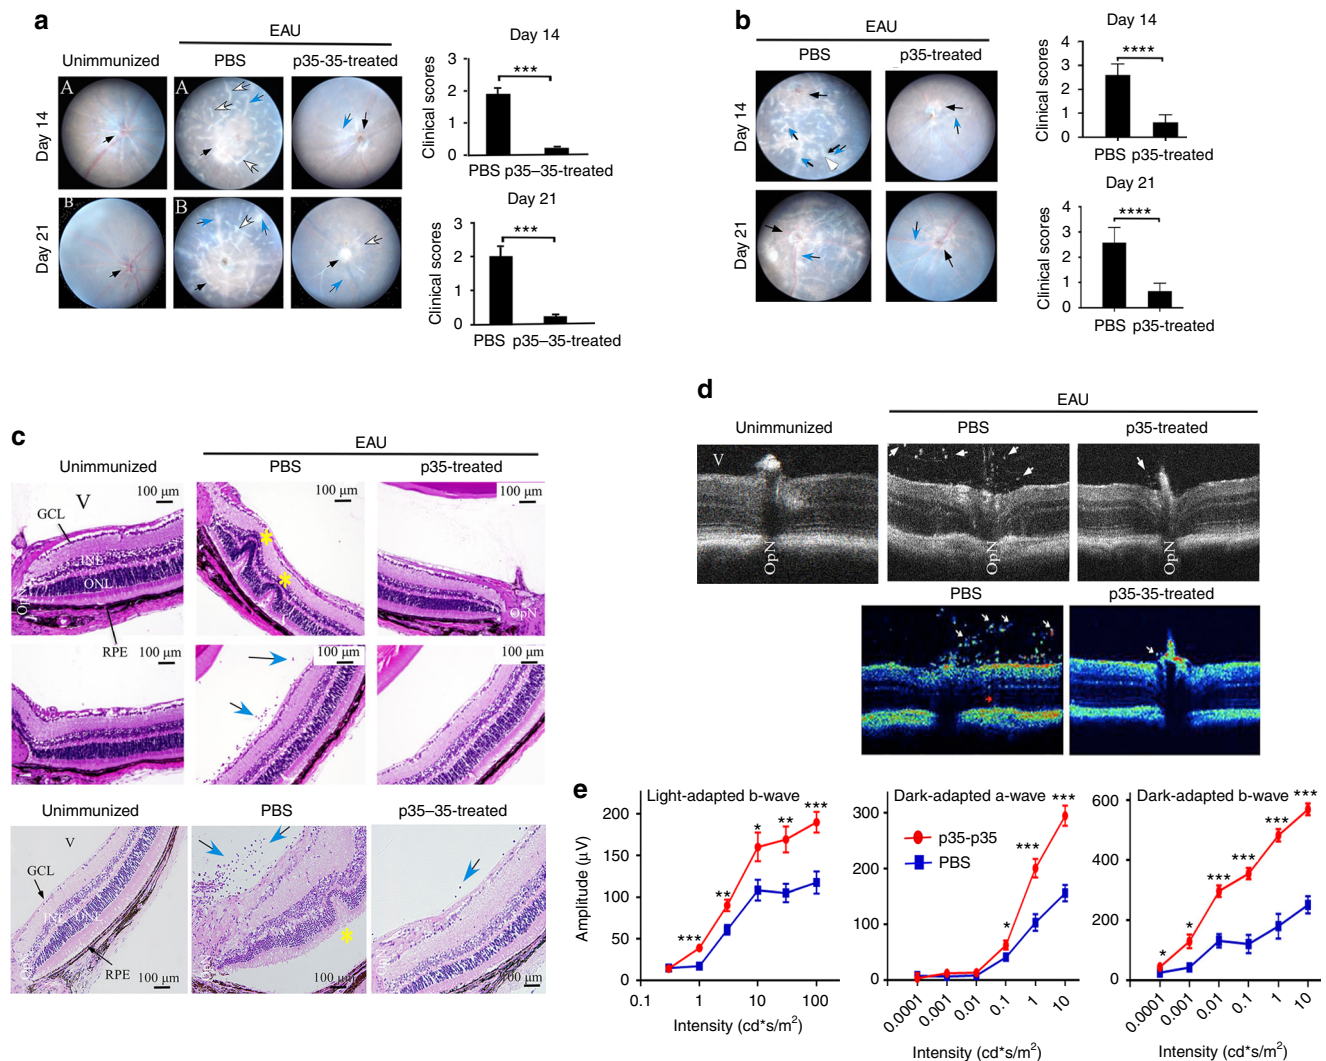 a
EAU
Unimmunized PBS p35-35-treated
Day 14
A A
Day 21
B B
Day 14
Clinical scores
3
2
1
0
***
PBS p35–35-treated
Day 21
Clinical scores
3
2
1
0
***
PBS p35–35-treated
b
EAU
PBS p35-treated
Day 14
Day 21
Day 14
Clinical scores
4
3
2
1
0
****
PBS p35-treated
Day 21
Clinical scores
4
3
2
1
0
****
PBS p35-treated
c
EAU
Unimmunized PBS p35-treated
V
100 μm
GCL
INL
ONL
OpN
RPE
100 μm
100 μm
OpN
100 μm
100 μm
100 μm
Unimmunized PBS p35–35-treated
V
GCL
INL ONL
RPE
100 μm
100 μm
100 μm
d
EAU
Unimmunized PBS p35-treated
V
OpN
OpN
OpN
PBS p35-35-treated
e
Light-adapted b-wave
Amplitude (μV)
200
150
100
50
0
***
**
*
**
***
0.1 1 10 100
Intensity (cd*s/m²)
Dark-adapted a-wave
300
200
100
0
p35-p35
PBS
*
***
***
0.0001 0.001 0.01 0.1 1 10
Intensity (cd*s/m²)
Dark-adapted b-wave
600
400
200
0
*
*
***
***
***
***
0.0001 0.001 0.01 0.1 1 10
Intensity (cd*s/m²)